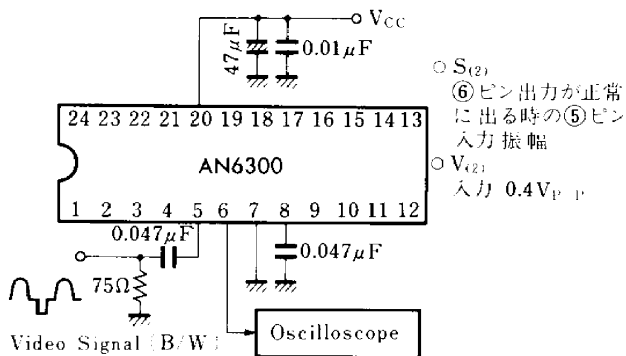 V_CC
47μF
0.01μF
○ S(2)
⑥ピン出力が正常
に出る時の⑤ピン
入力振幅
24 23 22 21 20 19 18 17 16 15 14 13
AN6300
○ V(2)
入力 0.4V_P-P
1 2 3 4 5 6 7 8 9 10 11 12
0.047μF
0.047μF
75Ω
Oscilloscope
Video Signal (B/W)